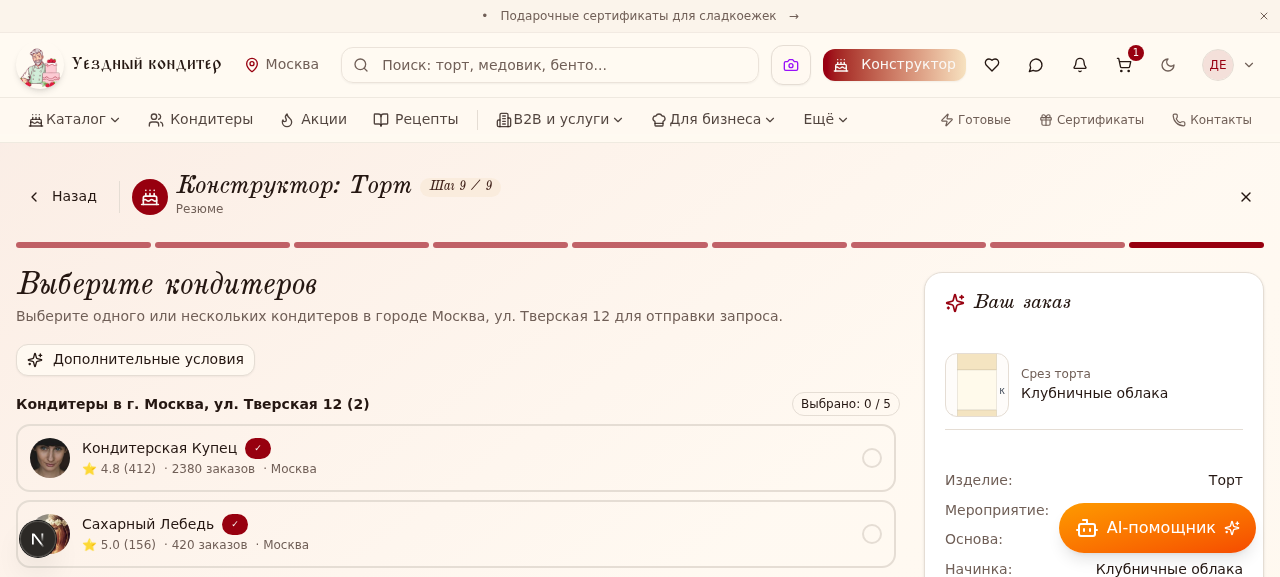 • Подарочные сертификаты для сладкоежек →
Уездный кондитер
Москва
Поиск: торт, медовик, бенто...
Конструктор
1
ДЕ
Каталог
Кондитеры
Акции
Рецепты
B2B и услуги
Для бизнеса
Ещё
Готовые
Сертификаты
Контакты
Назад
Конструктор: Торт
Шаг 9 / 9
Резюме
Выберите кондитеров
Выберите одного или нескольких кондитеров в городе Москва, ул. Тверская 12 для отправки запроса.
Дополнительные условия
Кондитеры в г. Москва, ул. Тверская 12 (2)
Выбрано: 0 / 5
Кондитерская Купец ✓
⭐ 4.8 (412) · 2380 заказов · Москва
Сахарный Лебедь ✓
⭐ 5.0 (156) · 420 заказов · Москва
N
Ваш заказ
к
Срез торта
Клубничные облака
Изделие: Торт
Мероприятие:
Основа:
Начинка: Клубничные облака
AI-помощник